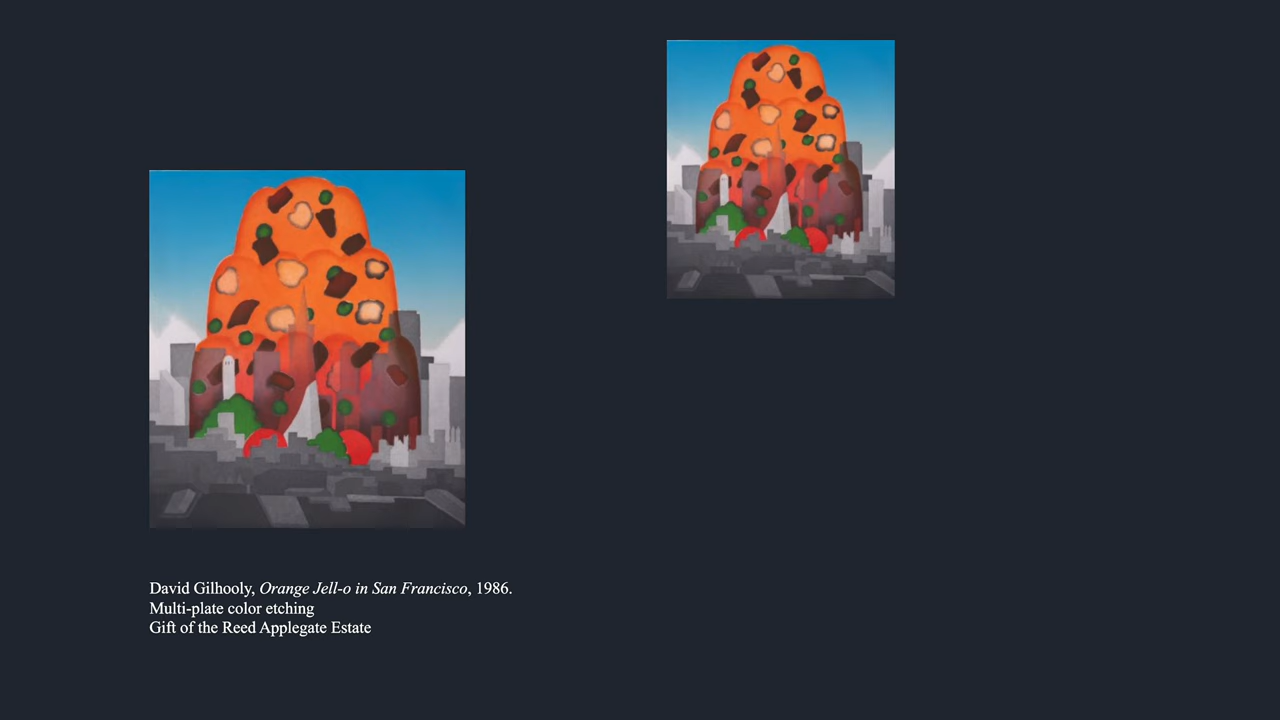 David Gilhooly, Orange Jell-o in San Francisco, 1986.
Multi-plate color etching
Gift of the Reed Applegate Estate